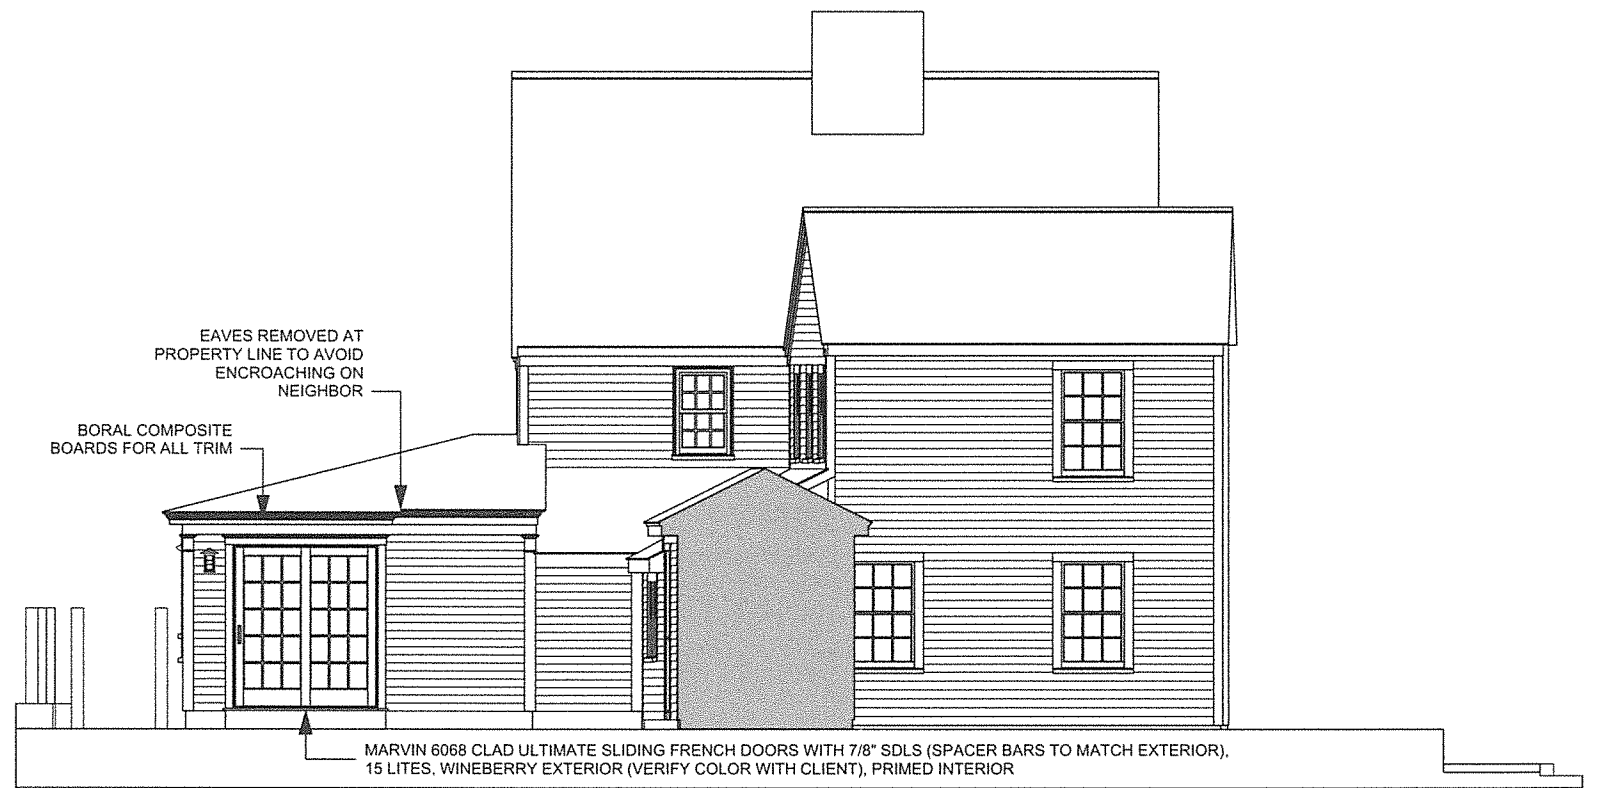 EAVES REMOVED AT
PROPERTY LINE TO AVOID
ENCROACHING ON
NEIGHBOR
BORAL COMPOSITE
BOARDS FOR ALL TRIM
MARVIN 6068 CLAD ULTIMATE SLIDING FRENCH DOORS WITH 7/8" SDLS (SPACER BARS TO MATCH EXTERIOR),
15 LITES, WINEBERRY EXTERIOR (VERIFY COLOR WITH CLIENT), PRIMED INTERIOR